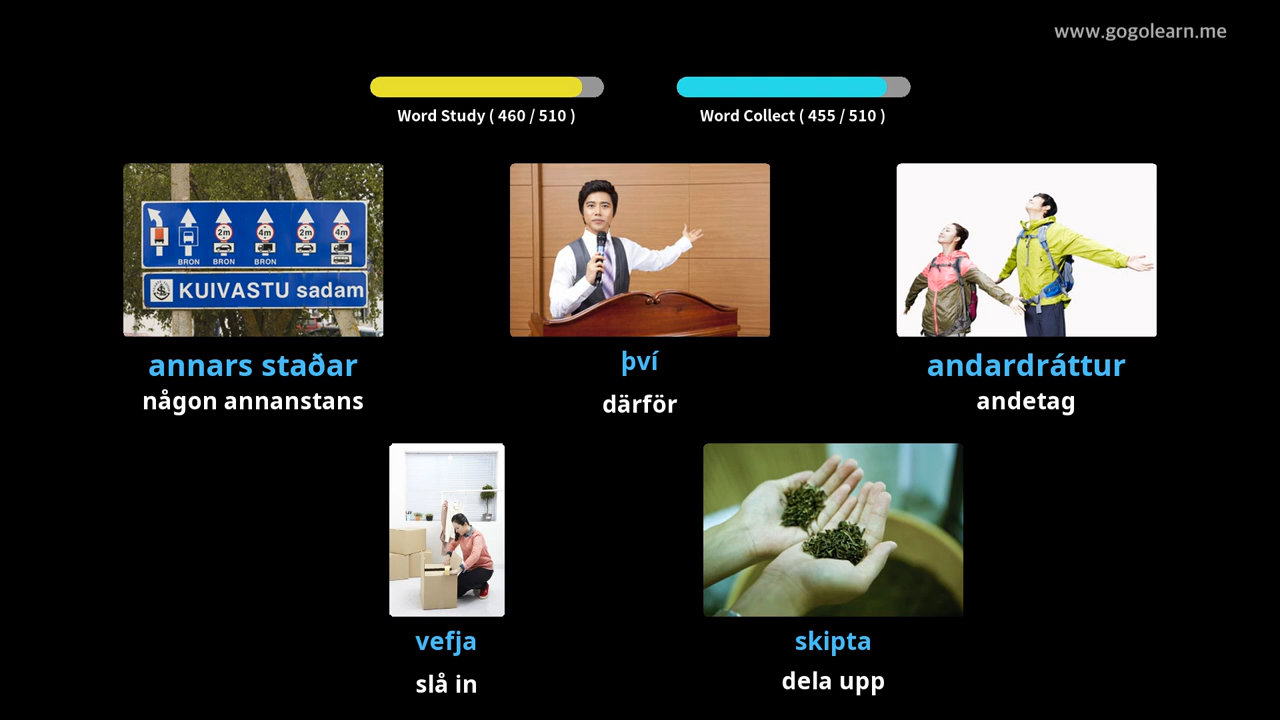 www.gogolearn.me
Word Study ( 460 / 510 )
Word Collect ( 455 / 510 )
2m
4m
2m
4m
BRON
BRON
BRON
KUIVASTU sadam
annars staðar
någon annanstans
því
därför
andardráttur
andetag
vefja
slå in
skipta
dela upp